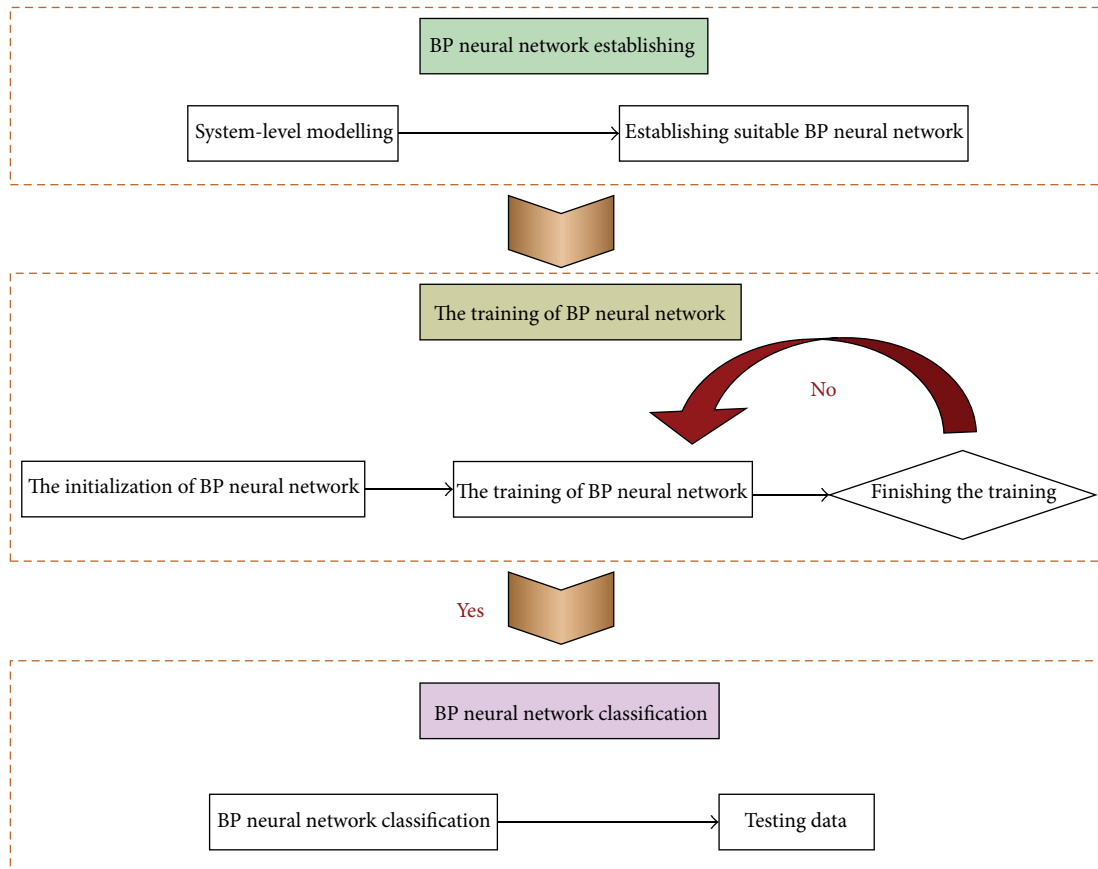 BP neural network establishing
System-level modelling
Establishing suitable BP neural network
The training of BP neural network
No
The initialization of BP neural network
The training of BP neural network
Finishing the training
Yes
BP neural network classification
BP neural network classification
Testing data